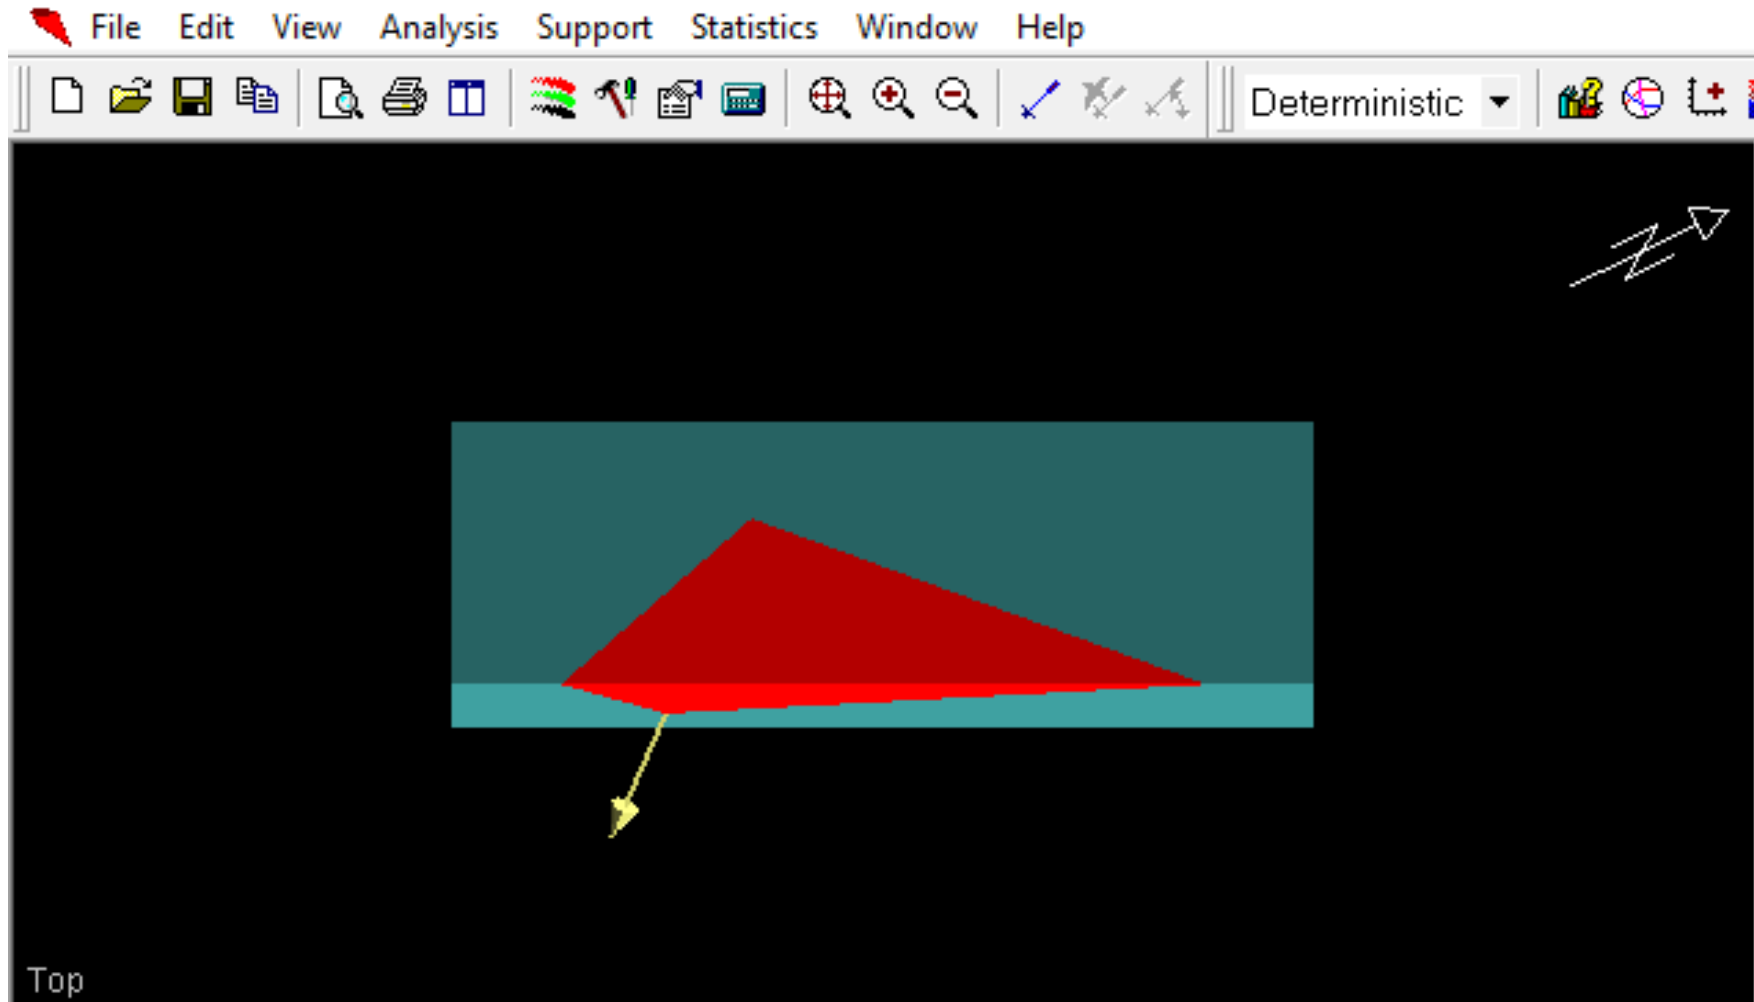 File Edit View Analysis Support Statistics Window Help
Deterministic
Top